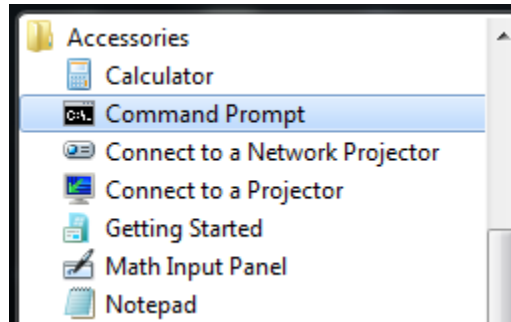 Accessories
Calculator
C:\. Command Prompt
Connect to a Network Projector
Connect to a Projector
Getting Started
Math Input Panel
Notepad